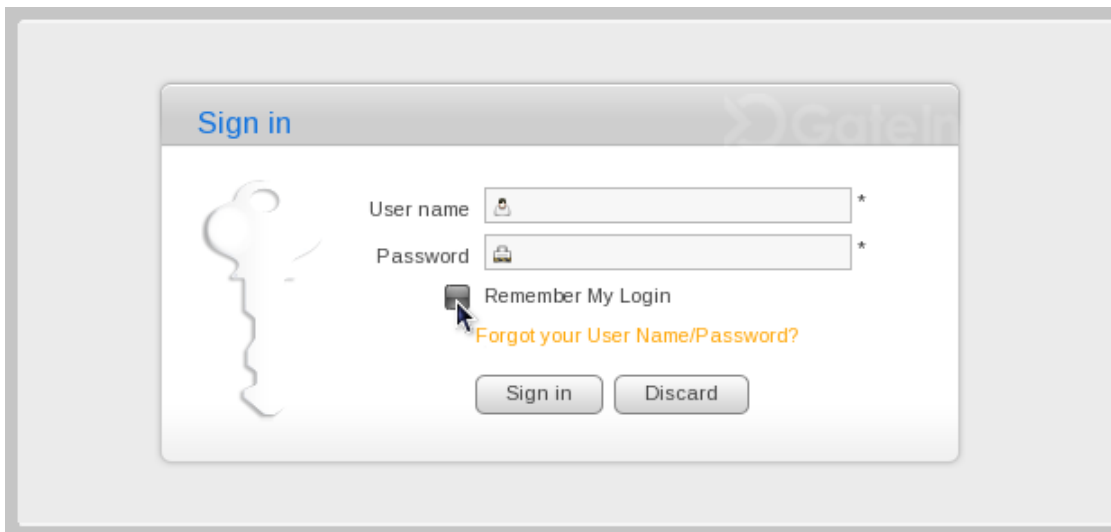 Sign in
GateIn
User name *
Password *
Remember My Login
Forgot your User Name/Password?
Sign in Discard